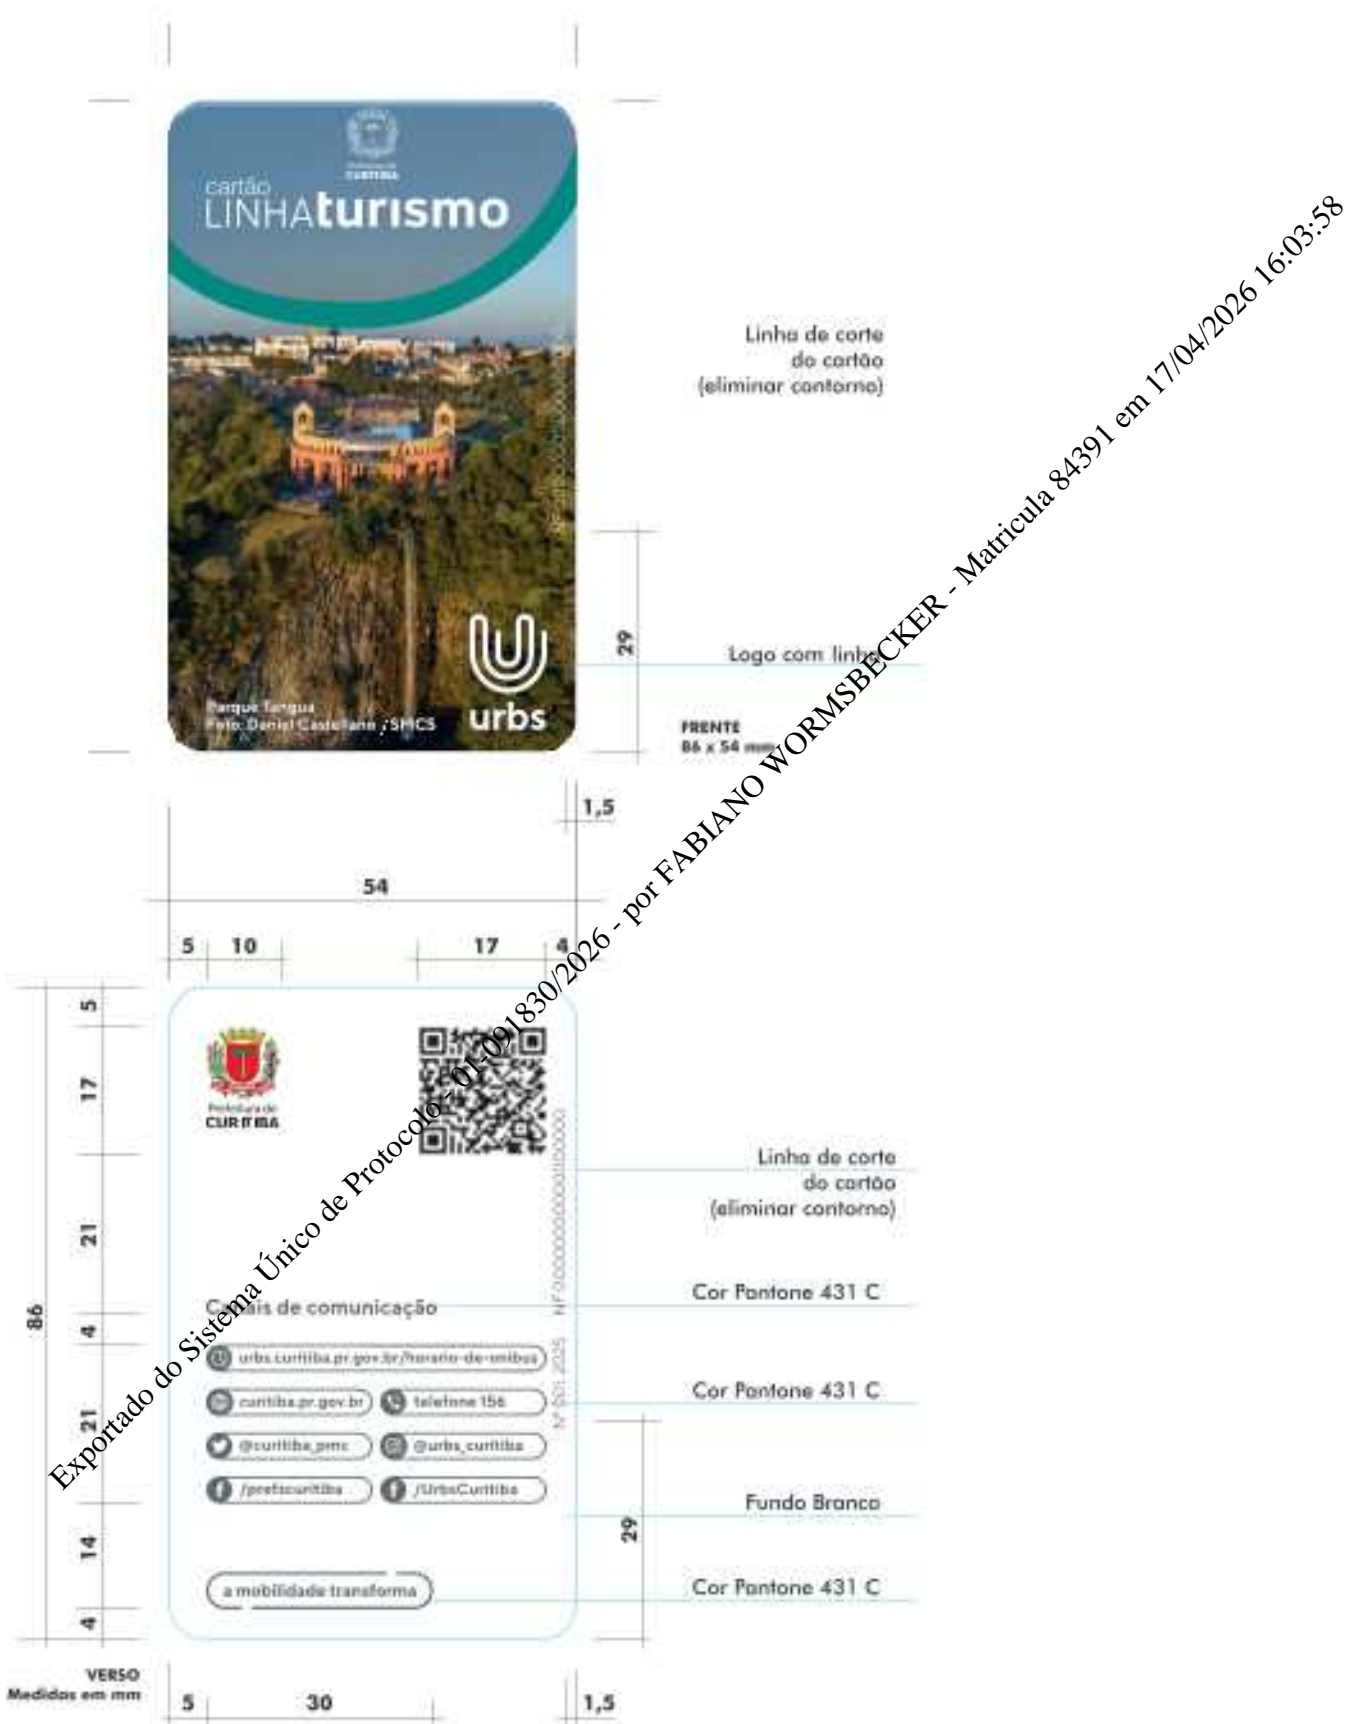 Prefeitura de
CURITIBA
cartão
LINHAturismo
Linha de corte
do cartão
(eliminar contorno)
29
Logo com linha
Parque Tanguá
Foto: Daniel Castellano / SMCS
urbs
FRENTE
86 x 54 mm
1,5
54
5 10 17 4
5
17
21
4
21
14
4
86
Prefeitura de
CURITIBA
Linha de corte
do cartão
(eliminar contorno)
Canais de comunicação
Cor Pantone 431 C
urbs.curitiba.pr.gov.br/horario-de-onibus
curitiba.pr.gov.br telefone 156
Cor Pantone 431 C
@curitiba_pmc @urbs_curitiba
/prefscuritiba /UrbsCuritiba
Fundo Branco
29
a mobilidade transforma
Cor Pantone 431 C
VERSO
Medidas em mm
5 30 1,5
Exportado do Sistema Único de Protocolo - 01-091830/2026 - por FABIANO WORMSBECKER - Matricula 84391 em 17/04/2026 16:03:58